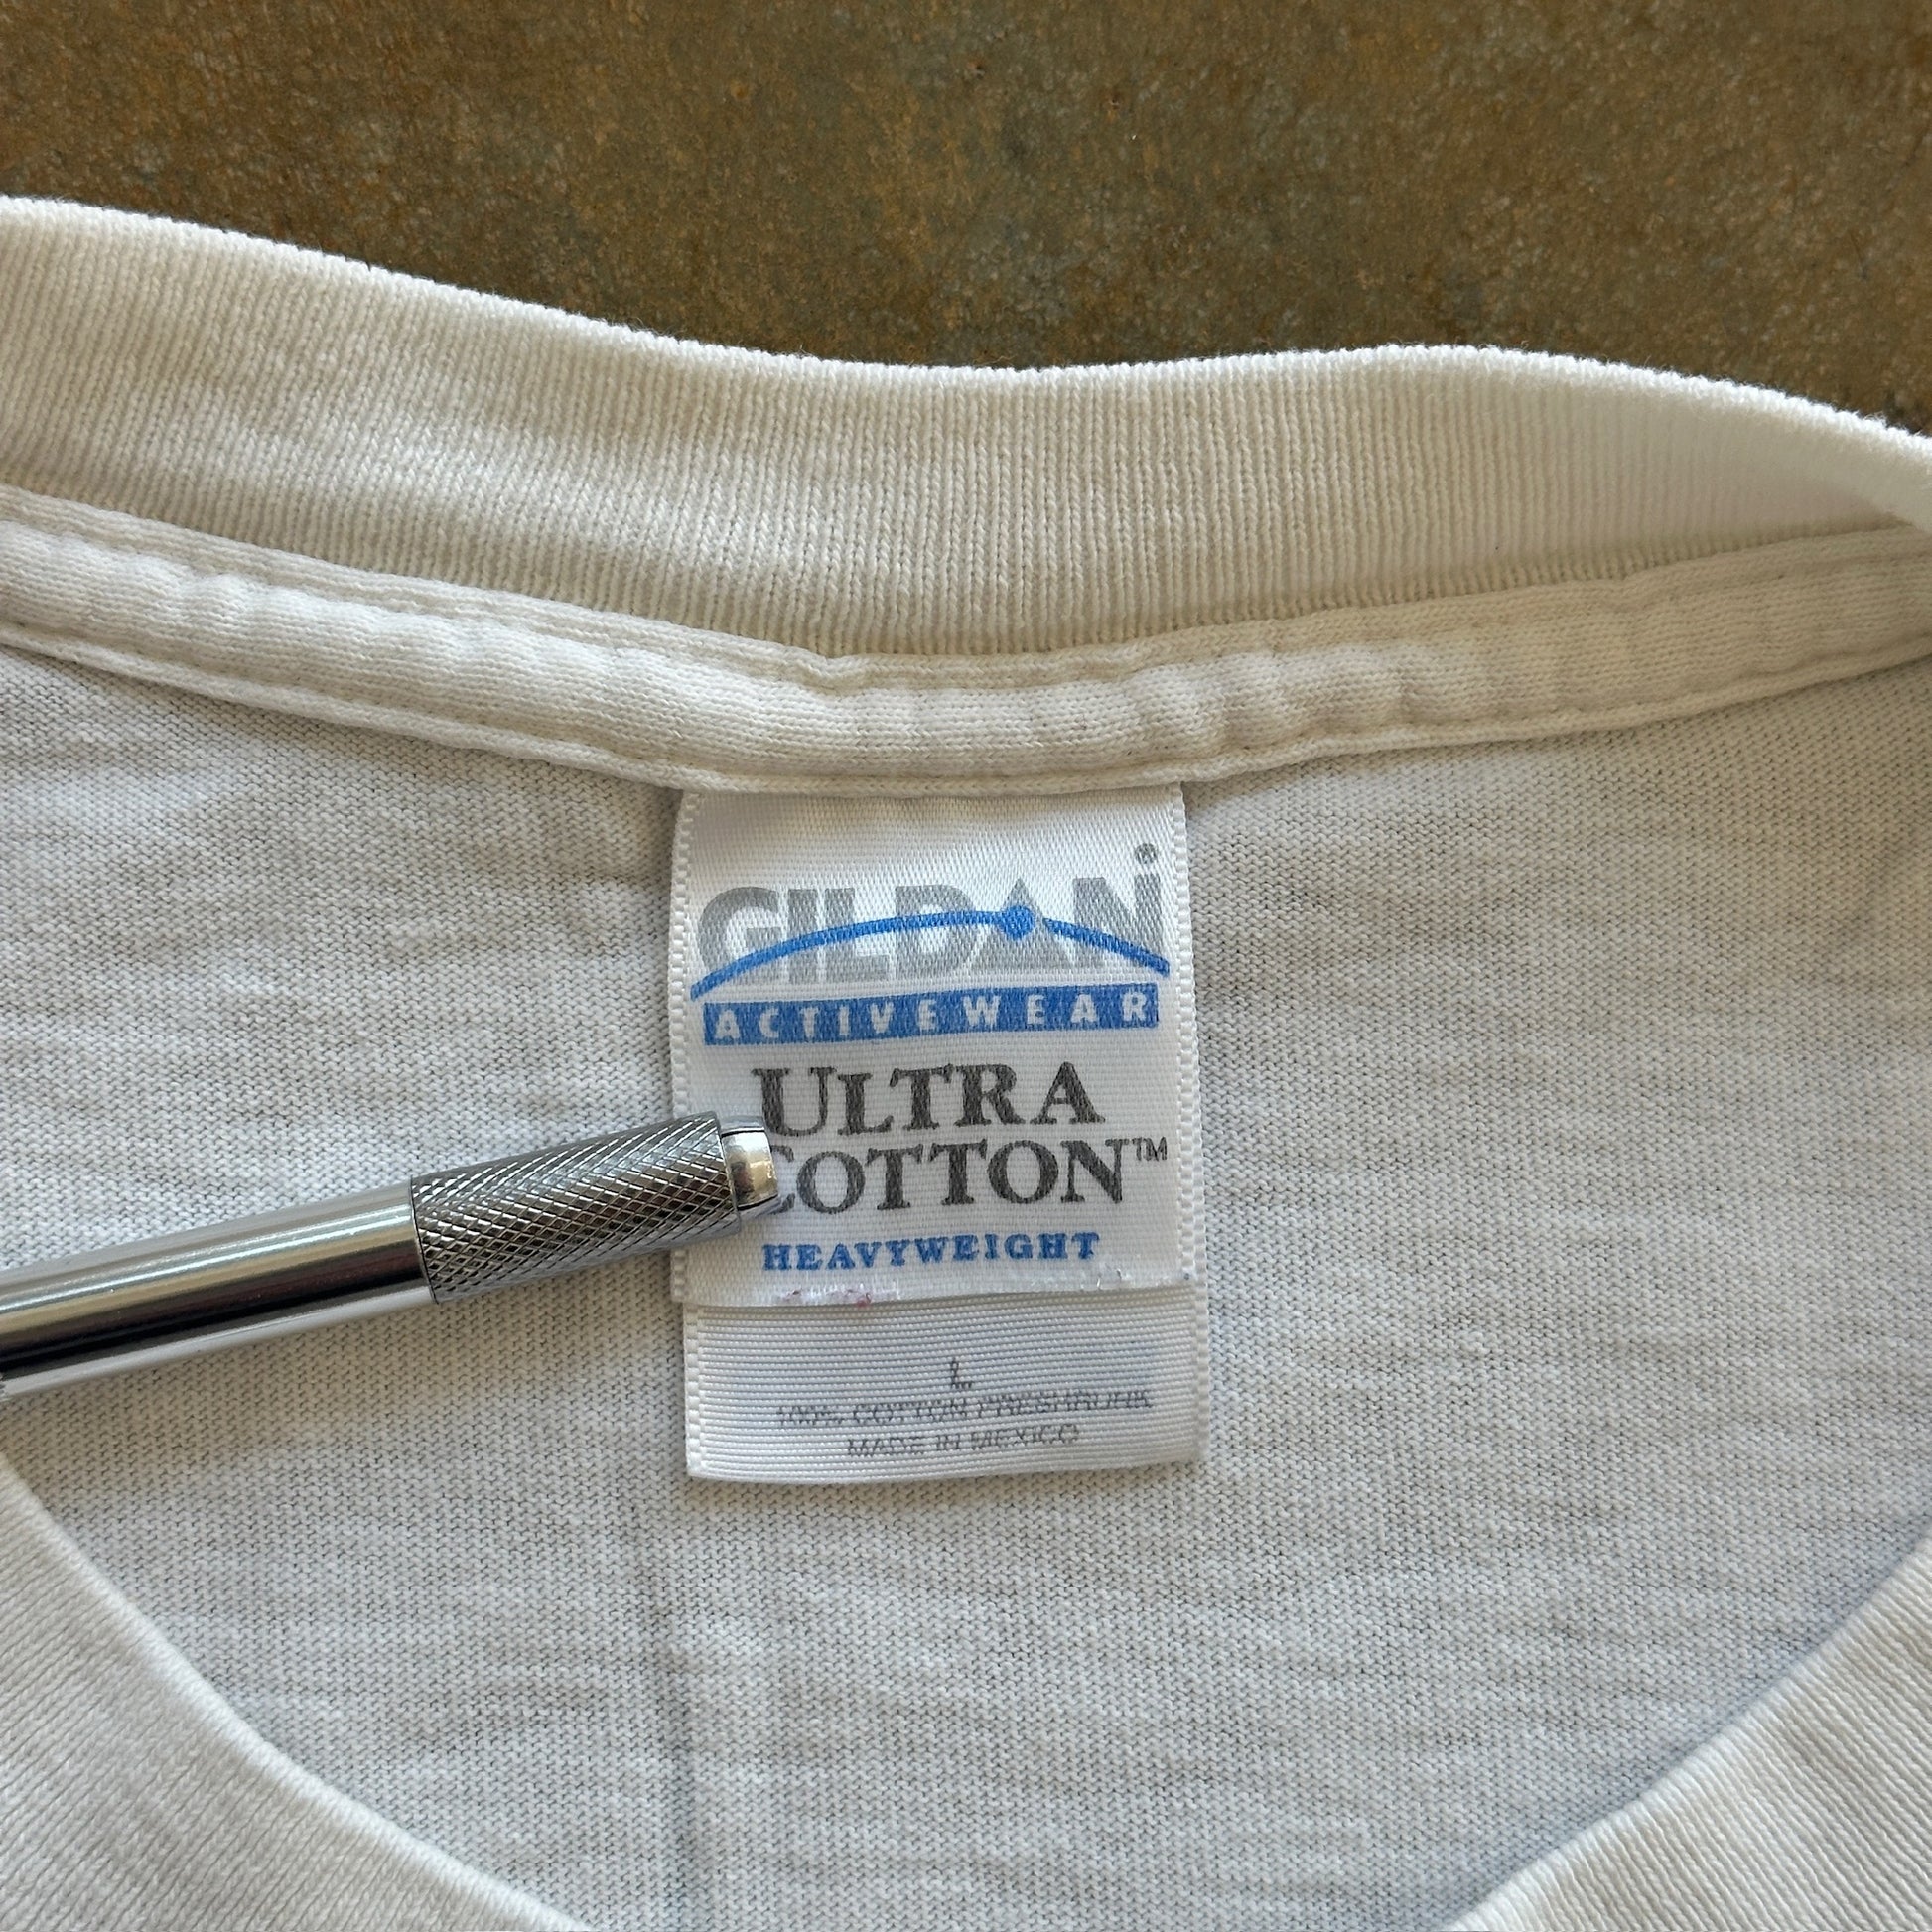 GILDAN®
ACTIVEWEAR
ULTRA
COTTON™
HEAVYWEIGHT
L
100% COTTON PRESHRUNK
MADE IN MEXICO